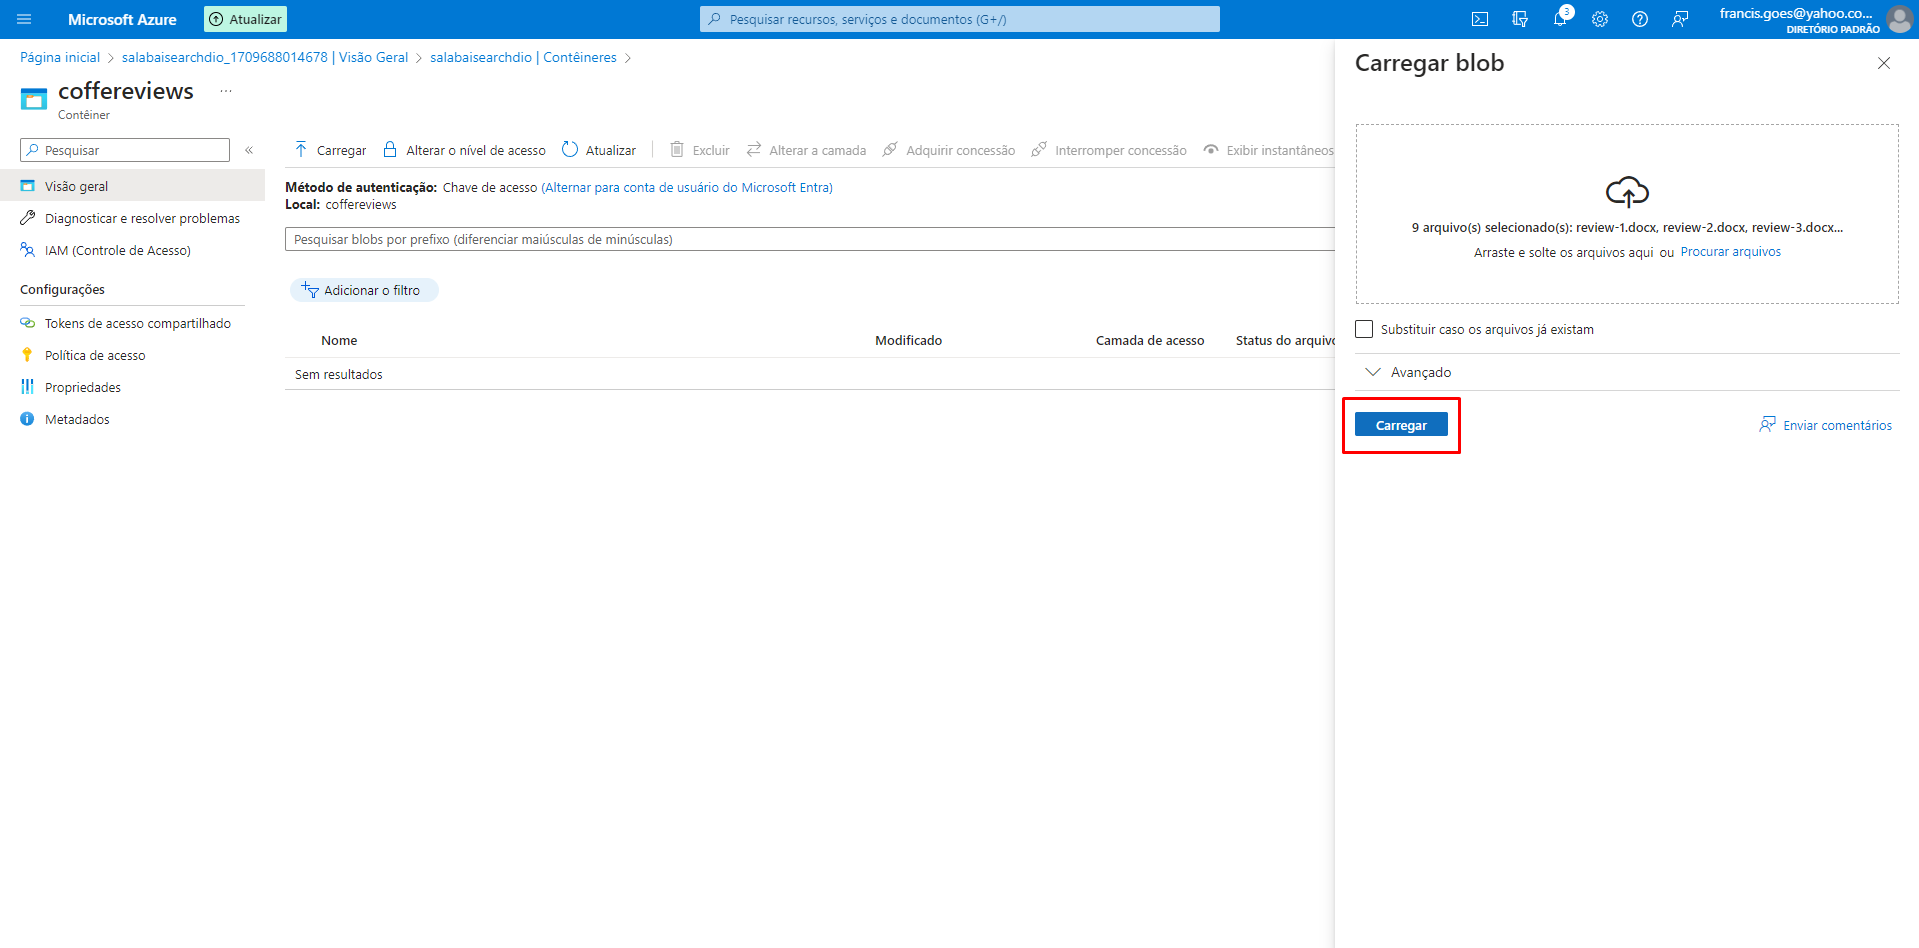 Microsoft Azure
Atualizar
Pesquisar recursos, serviços e documentos (G+/)
3
francis.goes@yahoo.co...
DIRETÓRIO PADRÃO
Página inicial > salabaisearchdio_1709688014678 | Visão Geral > salabaisearchdio | Contêineres >
coffereviews ...
Contêiner
Pesquisar
«
Visão geral
Diagnosticar e resolver problemas
IAM (Controle de Acesso)
Configurações
Tokens de acesso compartilhado
Política de acesso
Propriedades
Metadados
Carregar Alterar o nível de acesso Atualizar Excluir Alterar a camada Adquirir concessão Interromper concessão Exibir instantâneos
Método de autenticação: Chave de acesso (Alternar para conta de usuário do Microsoft Entra)
Local: coffereviews
Pesquisar blobs por prefixo (diferenciar maiúsculas de minúsculas)
Adicionar o filtro
Nome Modificado Camada de acesso Status do arquivo
Sem resultados
Carregar blob
9 arquivo(s) selecionado(s): review-1.docx, review-2.docx, review-3.docx...
Arraste e solte os arquivos aqui ou Procurar arquivos
Substituir caso os arquivos já existam
Avançado
Carregar
Enviar comentários